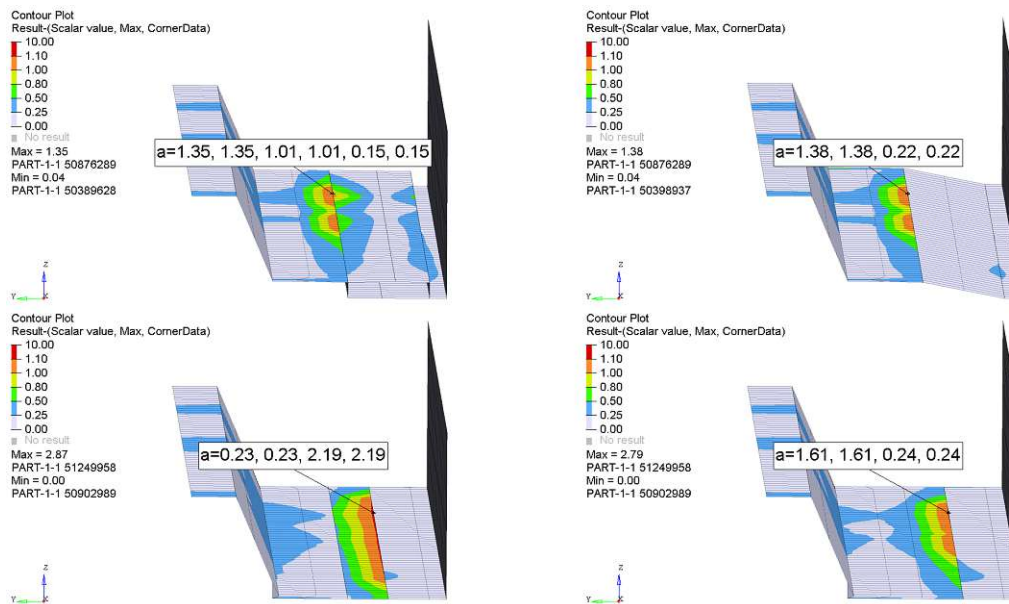 Contour Plot
Result-(Scalar value, Max, CornerData)
10.00
1.10
1.00
0.80
0.50
0.25
0.00
No result
Max = 1.35
PART-1-1 50876289
Min = 0.04
PART-1-1 50389628
a=1.35, 1.35, 1.01, 1.01, 0.15, 0.15
Z
Y
X
Contour Plot
Result-(Scalar value, Max, CornerData)
10.00
1.10
1.00
0.80
0.50
0.25
0.00
No result
Max = 1.38
PART-1-1 50876289
Min = 0.04
PART-1-1 50398937
a=1.38, 1.38, 0.22, 0.22
Z
Y
X
Contour Plot
Result-(Scalar value, Max, CornerData)
10.00
1.10
1.00
0.80
0.50
0.25
0.00
No result
Max = 2.87
PART-1-1 51249958
Min = 0.00
PART-1-1 50902989
a=0.23, 0.23, 2.19, 2.19
Z
Y
X
Contour Plot
Result-(Scalar value, Max, CornerData)
10.00
1.10
1.00
0.80
0.50
0.25
0.00
No result
Max = 2.79
PART-1-1 51249958
Min = 0.00
PART-1-1 50902989
a=1.61, 1.61, 0.24, 0.24
Z
Y
X